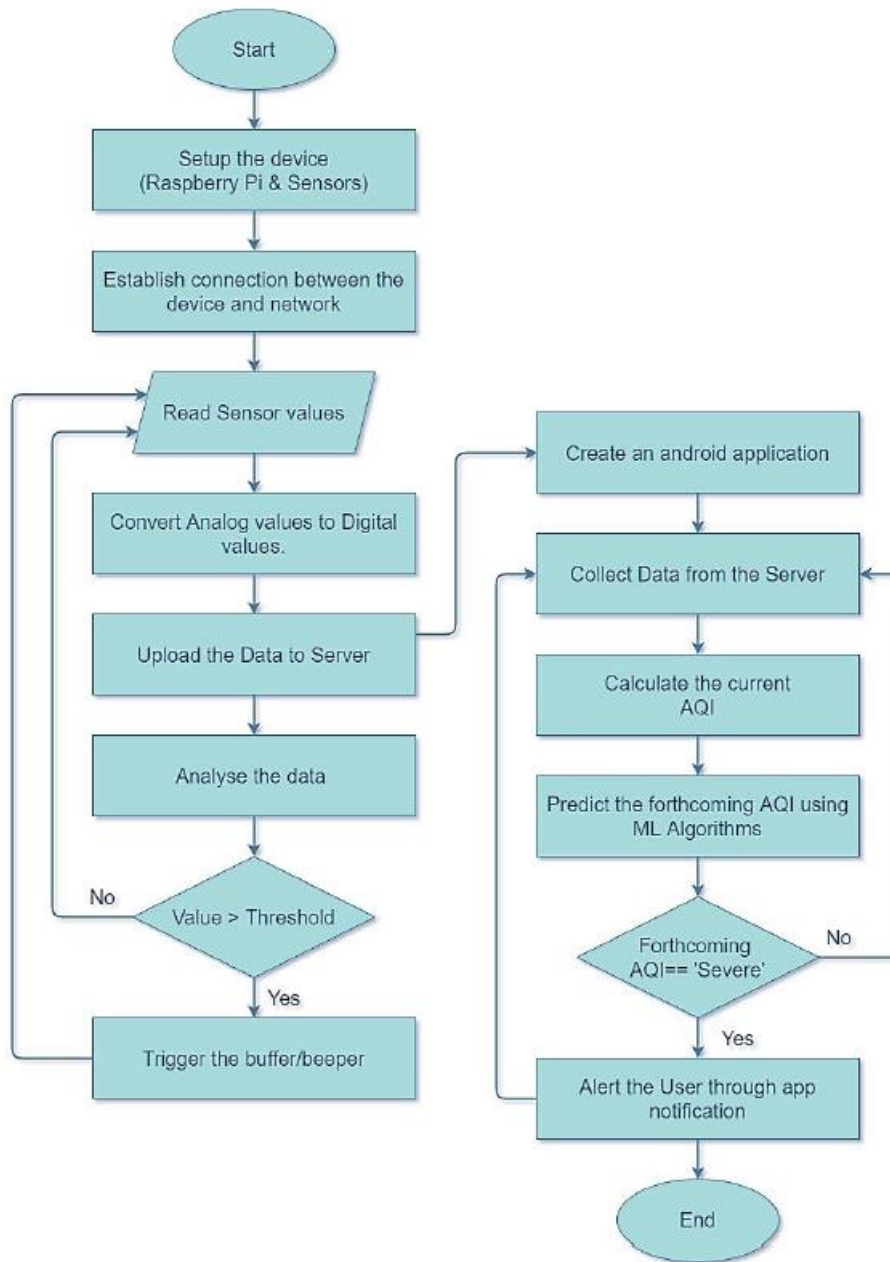 Start
Setup the device
(Raspberry Pi & Sensors)
Establish connection between the
device and network
Read Sensor values
Convert Analog values to Digital
values.
Upload the Data to Server
Analyse the data
No
Value > Threshold
Yes
Trigger the buffer/beeper
Create an android application
Collect Data from the Server
Calculate the current
AQI
Predict the forthcoming AQI using
ML Algorithms
Forthcoming
AQI== 'Severe'
No
Yes
Alert the User through app
notification
End